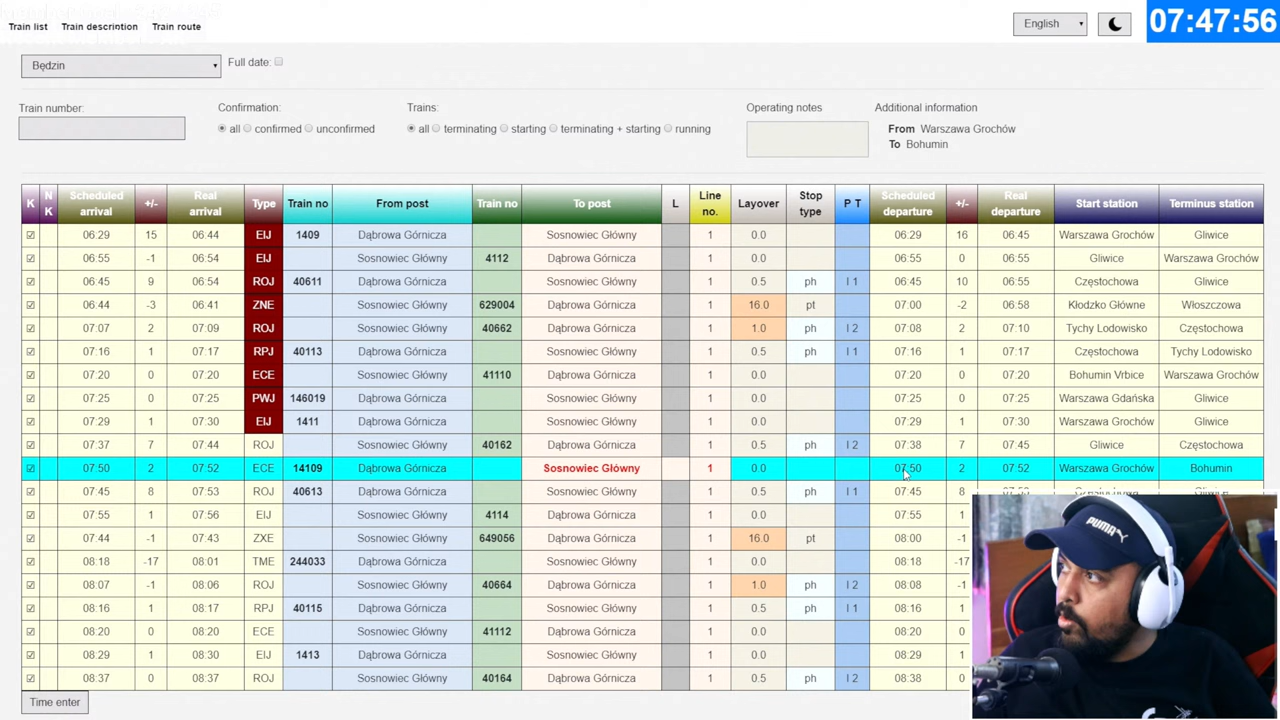 Train list Train description Train route English 07:47:56
Będzin Full date:
Train number: Confirmation: Trains: Operating notes Additional information
all confirmed unconfirmed all terminating starting terminating + starting running From Warszawa Grochów
To Bohumin
K N K Scheduled arrival +/- Real arrival Type Train no From post Train no To post L Line no. Layover Stop type P T Scheduled departure +/- Real departure Start station Terminus station
06:29 15 06:44 EIJ 1409 Dąbrowa Górnicza Sosnowiec Główny 1 0.0 06:29 16 06:45 Warszawa Grochów Gliwice
06:55 -1 06:54 EIJ Sosnowiec Główny 4112 Dąbrowa Górnicza 1 0.0 06:55 0 06:55 Gliwice Warszawa Grochów
06:45 9 06:54 ROJ 40611 Dąbrowa Górnicza Sosnowiec Główny 1 0.5 ph I 1 06:45 10 06:55 Częstochowa Gliwice
06:44 -3 06:41 ZNE Sosnowiec Główny 629004 Dąbrowa Górnicza 1 16.0 pt 07:00 -2 06:58 Kłodzko Główne Włoszczowa
07:07 2 07:09 ROJ Sosnowiec Główny 40662 Dąbrowa Górnicza 1 1.0 ph I 2 07:08 2 07:10 Tychy Lodowisko Częstochowa
07:16 1 07:17 RPJ 40113 Dąbrowa Górnicza Sosnowiec Główny 1 0.5 ph I 1 07:16 1 07:17 Częstochowa Tychy Lodowisko
07:20 0 07:20 ECE Sosnowiec Główny 41110 Dąbrowa Górnicza 1 0.0 07:20 0 07:20 Bohumin Vrbice Warszawa Grochów
07:25 0 07:25 PWJ 146019 Dąbrowa Górnicza Sosnowiec Główny 1 0.0 07:25 0 07:25 Warszawa Gdańska Gliwice
07:29 1 07:30 EIJ 1411 Dąbrowa Górnicza Sosnowiec Główny 1 0.0 07:29 1 07:30 Warszawa Grochów Gliwice
07:37 7 07:44 ROJ Sosnowiec Główny 40162 Dąbrowa Górnicza 1 0.5 ph I 2 07:38 7 07:45 Gliwice Częstochowa
07:50 2 07:52 ECE 14109 Dąbrowa Górnicza Sosnowiec Główny 1 0.0 07:50 2 07:52 Warszawa Grochów Bohumin
07:45 8 07:53 ROJ 40613 Dąbrowa Górnicza Sosnowiec Główny 1 0.5 ph I 1 07:45 8 Częstochowa Gliwice
07:55 1 07:56 EIJ Sosnowiec Główny 4114 Dąbrowa Górnicza 1 0.0 07:55 1
07:44 -1 07:43 ZXE Sosnowiec Główny 649056 Dąbrowa Górnicza 1 16.0 pt 08:00 -1
08:18 -17 08:01 TME 244033 Dąbrowa Górnicza Sosnowiec Główny 1 0.0 08:18 -17
08:07 -1 08:06 ROJ Sosnowiec Główny 40664 Dąbrowa Górnicza 1 1.0 ph I 2 08:08 -1
08:16 1 08:17 RPJ 40115 Dąbrowa Górnicza Sosnowiec Główny 1 0.5 ph I 1 08:16 1
08:20 0 08:20 ECE Sosnowiec Główny 41112 Dąbrowa Górnicza 1 0.0 08:20 0
08:29 1 08:30 EIJ 1413 Dąbrowa Górnicza Sosnowiec Główny 1 0.0 08:29 1
08:37 0 08:37 ROJ Sosnowiec Główny 40164 Dąbrowa Górnicza 1 0.5 ph I 2 08:38 0
Time enter
PUMA